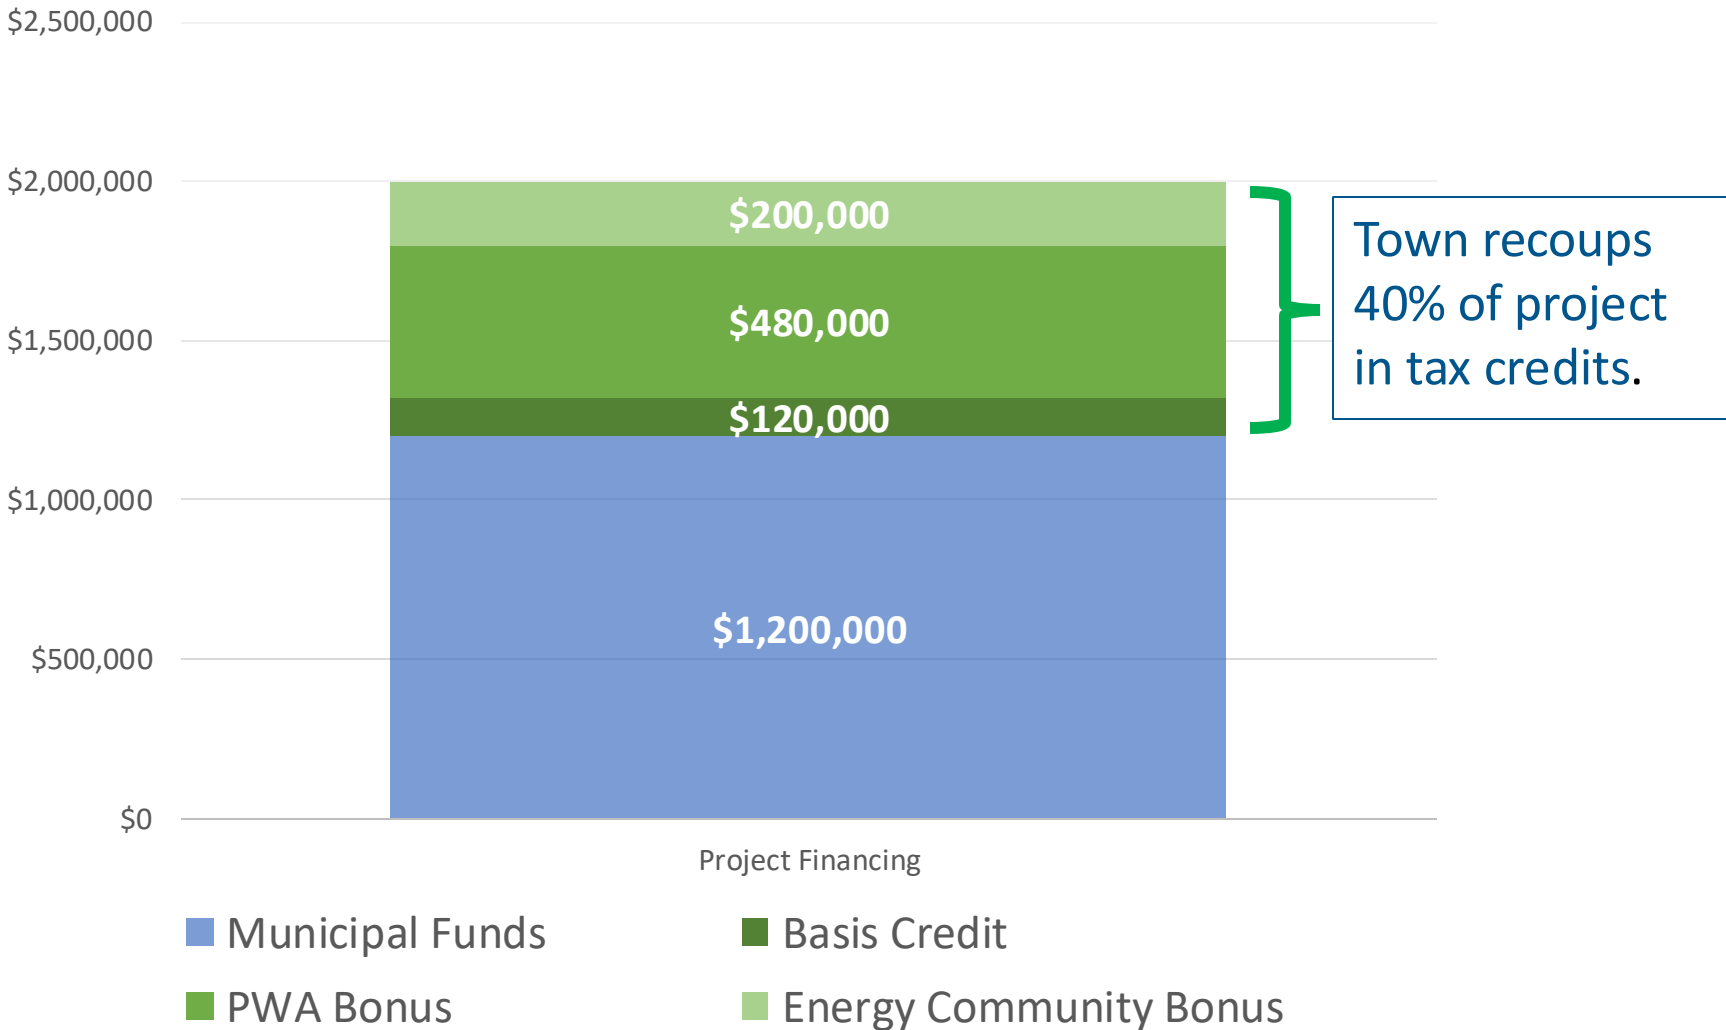 $2,500,000
$2,000,000
$1,500,000
$1,000,000
$500,000
$0
$200,000
$480,000
$120,000
$1,200,000
Town recoups
40% of project
in tax credits.
Project Financing
Municipal Funds
Basis Credit
PWA Bonus
Energy Community Bonus